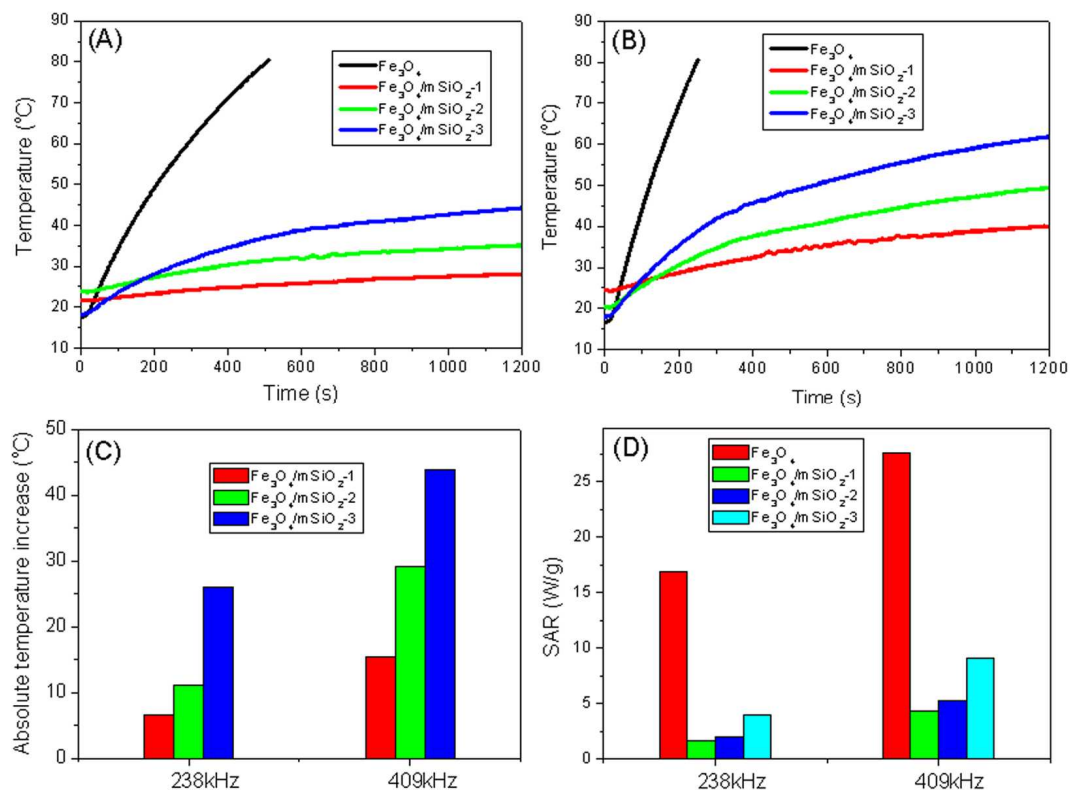 (A)
Fe₃O₄
Fe₃O₄/mSiO₂-1
Fe₃O₄/mSiO₂-2
Fe₃O₄/mSiO₂-3
90
80
70
60
50
40
30
20
10
Temperature (°C)
0 200 400 600 800 1000 1200
Time (s)
(B)
Fe₃O₄
Fe₃O₄/mSiO₂-1
Fe₃O₄/mSiO₂-2
Fe₃O₄/mSiO₂-3
90
80
70
60
50
40
30
20
10
Temperature (°C)
0 200 400 600 800 1000 1200
Time (s)
(C)
Fe₃O₄/mSiO₂-1
Fe₃O₄/mSiO₂-2
Fe₃O₄/mSiO₂-3
50
40
30
20
10
0
Absolute temperature increase (°C)
238kHz 409kHz
(D)
Fe₃O₄
Fe₃O₄/mSiO₂-1
Fe₃O₄/mSiO₂-2
Fe₃O₄/mSiO₂-3
25
20
15
10
5
0
SAR (W/g)
238kHz 409kHz